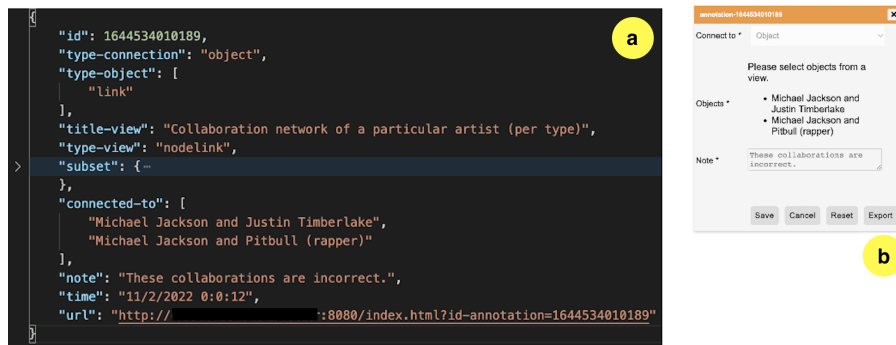 {
"id": 1644534010189,
"type-connection": "object",
"type-object": [
"link"
],
"title-view": "Collaboration network of a particular artist (per type)",
"type-view": "nodelink",
"subset": {⋯
},
"connected-to": [
"Michael Jackson and Justin Timberlake",
"Michael Jackson and Pitbull (rapper)"
],
"note": "These collaborations are incorrect.",
"time": "11/2/2022 0:0:12",
"url": "http:// :8080/index.html?id-annotation=1644534010189"
}
a
annotation-1644534010189 x
Connect to * Object
Please select objects from a
view.
Objects *
• Michael Jackson and
Justin Timberlake
• Michael Jackson and
Pitbull (rapper)
Note * These collaborations are
incorrect.
Save Cancel Reset Export
b